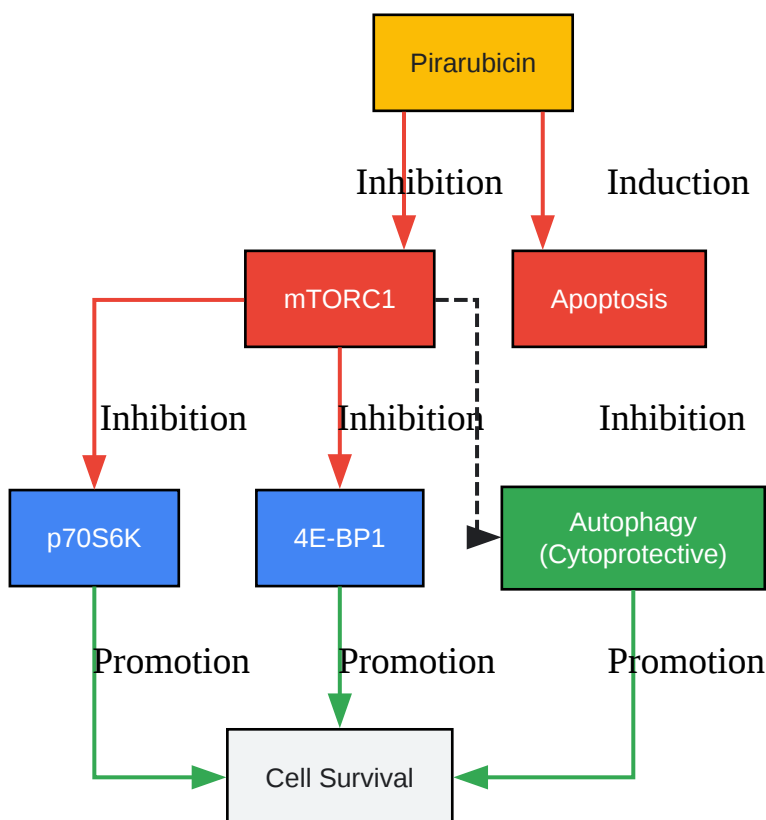 Pirarubicin
Inhibition
Induction
mTORC1
Apoptosis
Inhibition
Inhibition
Inhibition
p70S6K
4E-BP1
Autophagy
(Cytoprotective)
Promotion
Promotion
Promotion
Cell Survival